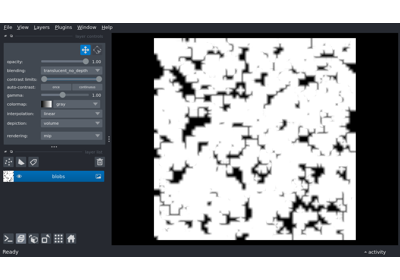 File View Layers Plugins Window Help
opacity: 1.00
blending: translucent_no_depth
contrast limits:
auto-contrast: once continuous
gamma: 1.00
colormap: gray
interpolation: linear
depiction: volume
rendering: mip
blobs
Ready
activity